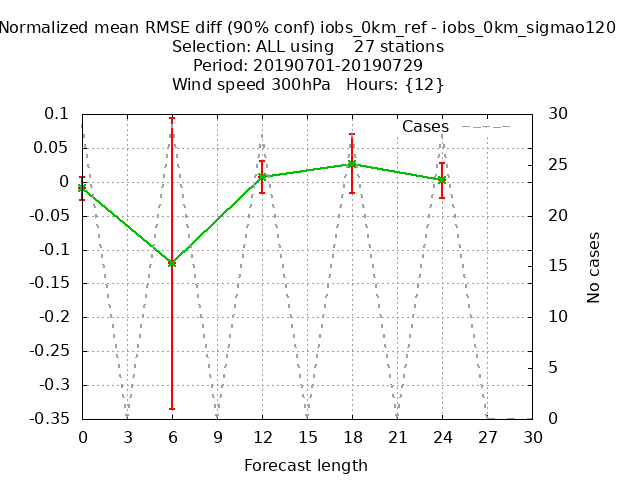 Normalized mean RMSE diff (90% conf) iobs_0km_ref - iobs_0km_sigmao120
Selection: ALL using 27 stations
Period: 20190701-20190729
Wind speed 300hPa Hours: {12}
Cases
0.1
0.05
0
-0.05
-0.1
-0.15
-0.2
-0.25
-0.3
-0.35
30
25
20
15
10
5
0
No cases
0 3 6 9 12 15 18 21 24 27 30
Forecast length